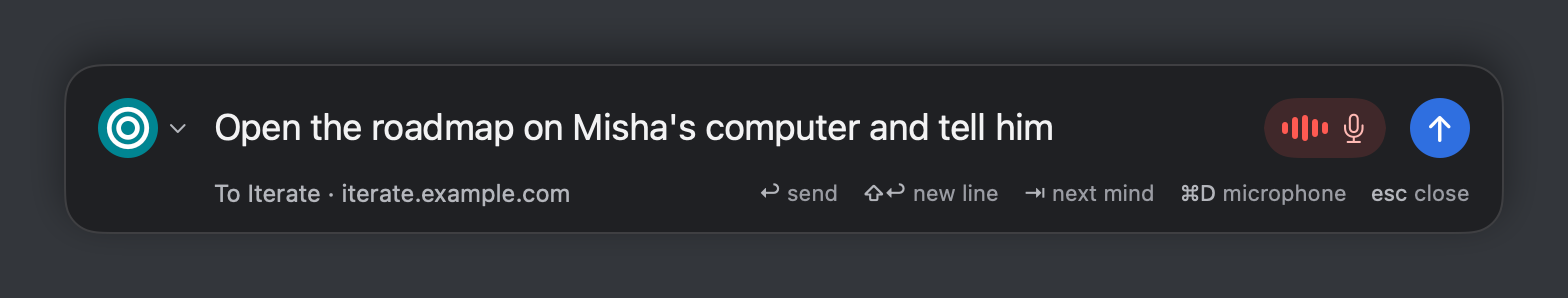 Open the roadmap on Misha's computer and tell him
To Iterate · iterate.example.com
↩ send ⇧↩ new line ⇥ next mind ⌘D microphone esc close